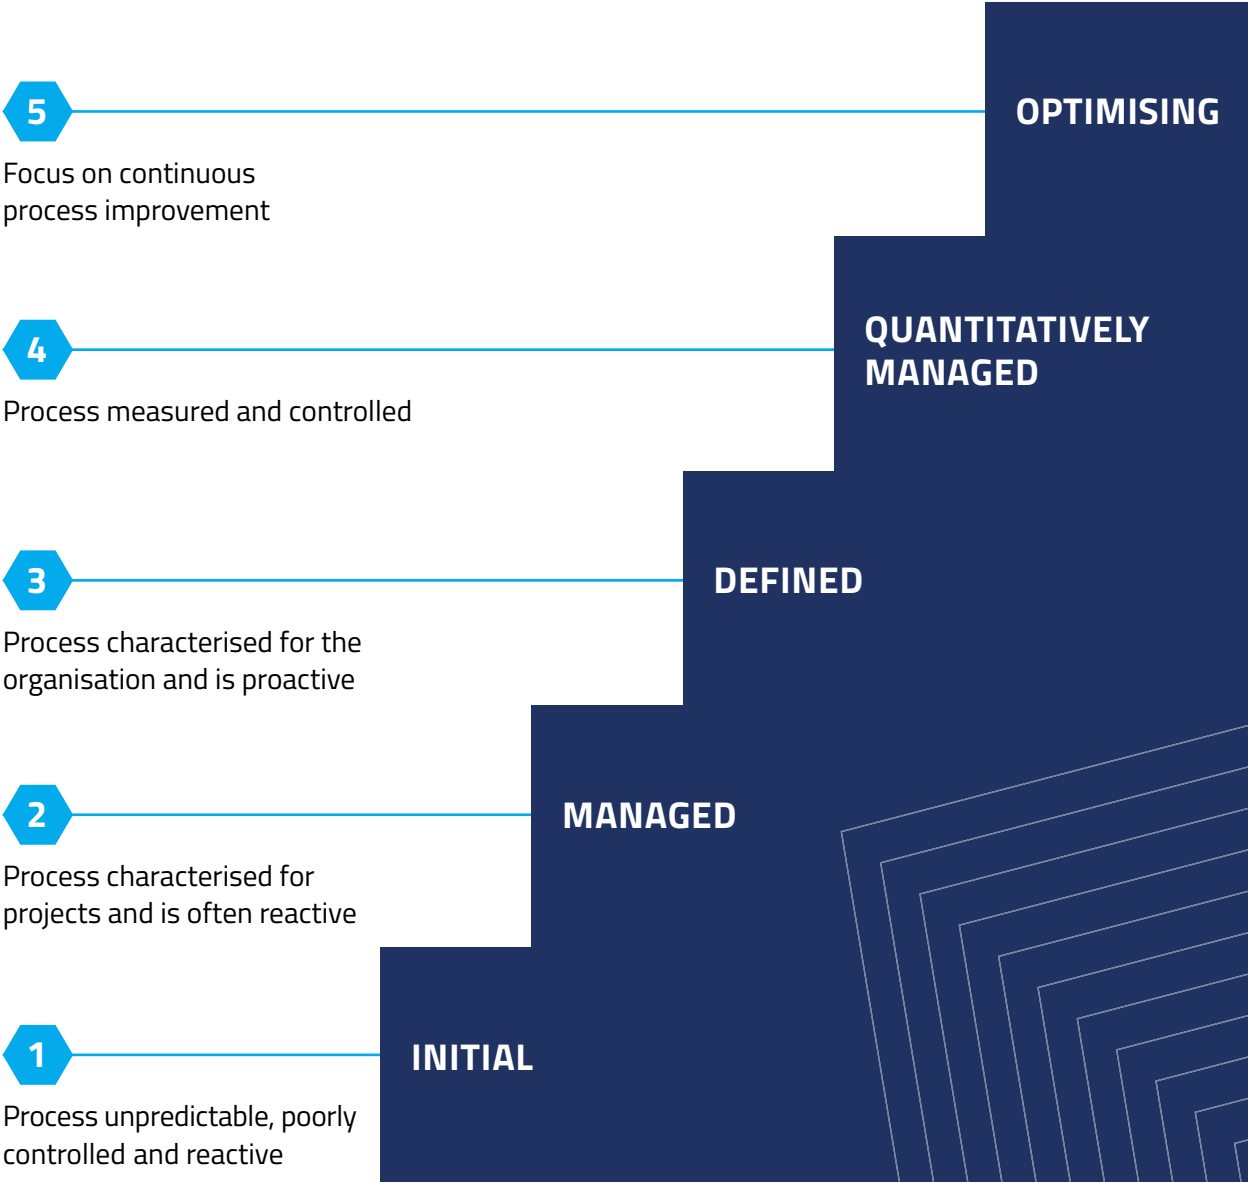 5
OPTIMISING
Focus on continuous
process improvement
4
QUANTITATIVELY
MANAGED
Process measured and controlled
3
DEFINED
Process characterised for the
organisation and is proactive
2
MANAGED
Process characterised for
projects and is often reactive
1
INITIAL
Process unpredictable, poorly
controlled and reactive